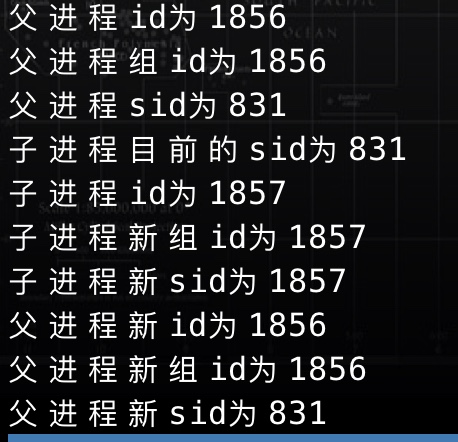 父进程id为 1856
父进程组id为 1856
父进程sid为 831
子进程目前的sid为 831
子进程id为 1857
子进程新组id为 1857
子进程新sid为 1857
父进程新id为 1856
父进程新组id为 1856
父进程新sid为 831